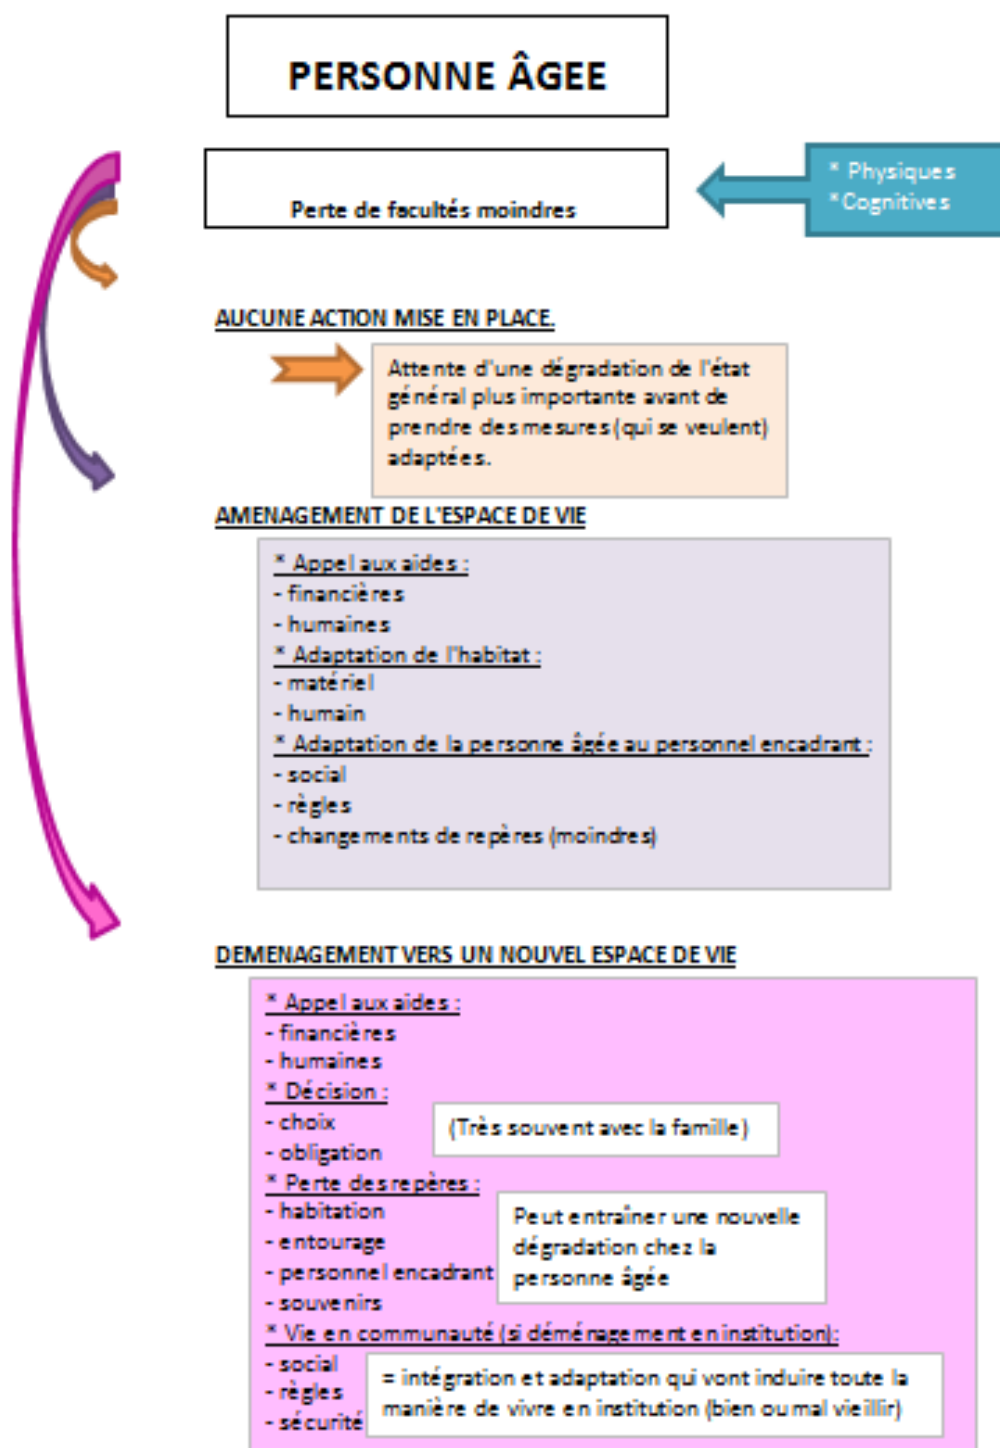 PERSONNE ÂGEE
Perte de facultés moindres
* Physiques
*Cognitives
AUCUNE ACTION MISE EN PLACE.
Attente d'une dégradation de l'état
général plus importante avant de
prendre des mesures (qui se veulent)
adaptées.
AMENAGEMENT DE L'ESPACE DE VIE
* Appel aux aides :
- financières
- humaines
* Adaptation de l'habitat :
- matériel
- humain
* Adaptation de la personne âgée au personnel encadrant :
- social
- règles
- changements de repères (moindres)
DEMENAGEMENT VERS UN NOUVEL ESPACE DE VIE
* Appel aux aides :
- financières
- humaines
* Décision :
- choix
- obligation
(Très souvent avec la famille)
* Perte des repères :
- habitation
- entourage
- personnel encadrant
- souvenirs
Peut entraîner une nouvelle
dégradation chez la
personne âgée
* Vie en communauté (si déménagement en institution):
- social
- règles
- sécurité
= intégration et adaptation qui vont induire toute la
manière de vivre en institution (bien ou mal vieillir)